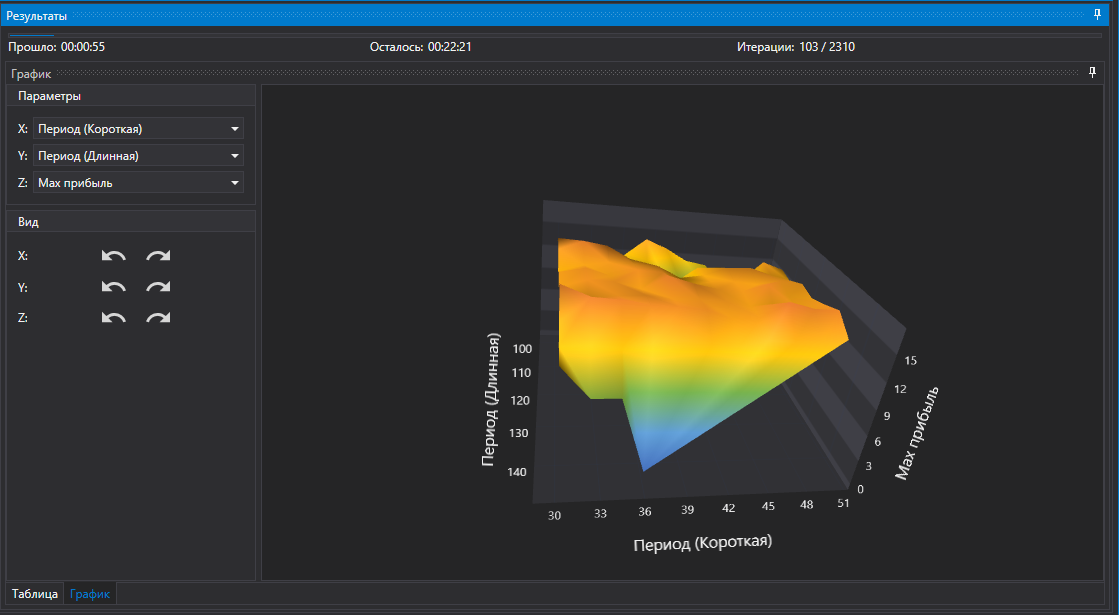 Результаты
Прошло: 00:00:55 Осталось: 00:22:21 Итерации: 103 / 2310
График
Параметры
X: Период (Короткая)
Y: Период (Длинная)
Z: Max прибыль
Вид
X:
Y:
Z:
100
110
120
130
140
Период (Длинная)
30 33 36 39 42 45 48 51
Период (Короткая)
15
12
9
6
3
0
Max прибыль
Таблица График